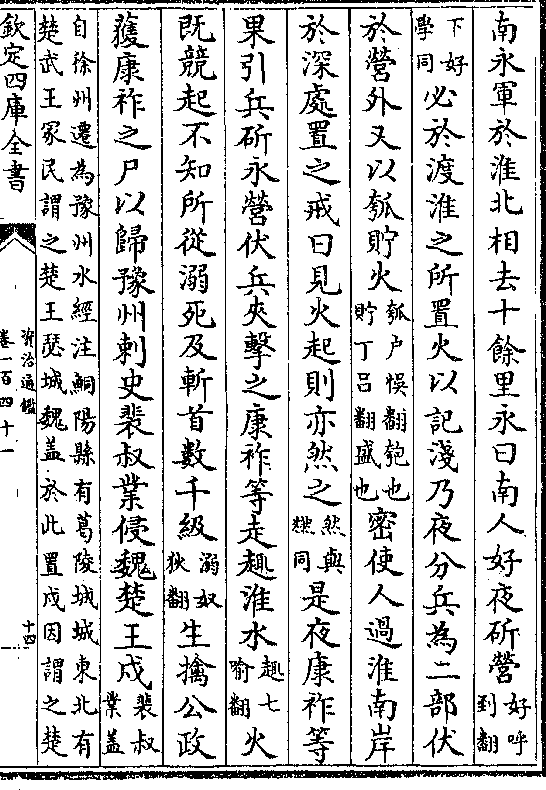 南永軍於淮北相去十餘里永曰南人好夜斫營好呼到翻
下好學同必於渡淮之所置火以記淺乃夜分兵為二部伏
於營外又以瓠貯火瓠户悞翻匏也貯丁吕翻盛也密使人過淮南岸
於深處置之戒曰見火起則亦然之然與燃同是夜康祚等
果引兵斫永營伏兵夾擊之康祚等走趣淮水趣七喻翻火
既競起不知所從溺死及斬首數千級溺奴狄翻生擒公政
獲康祚之尸以歸豫州刺史裴叔業侵魏楚王戍裴叔業盖
自徐州遷為豫州水經注鮦陽縣有葛陵城城東北有
楚武王冢民謂之楚王瑟城魏盖於此置戍因謂之楚
欽定四庫全書
資治通鑑
卷一百四十一
十四